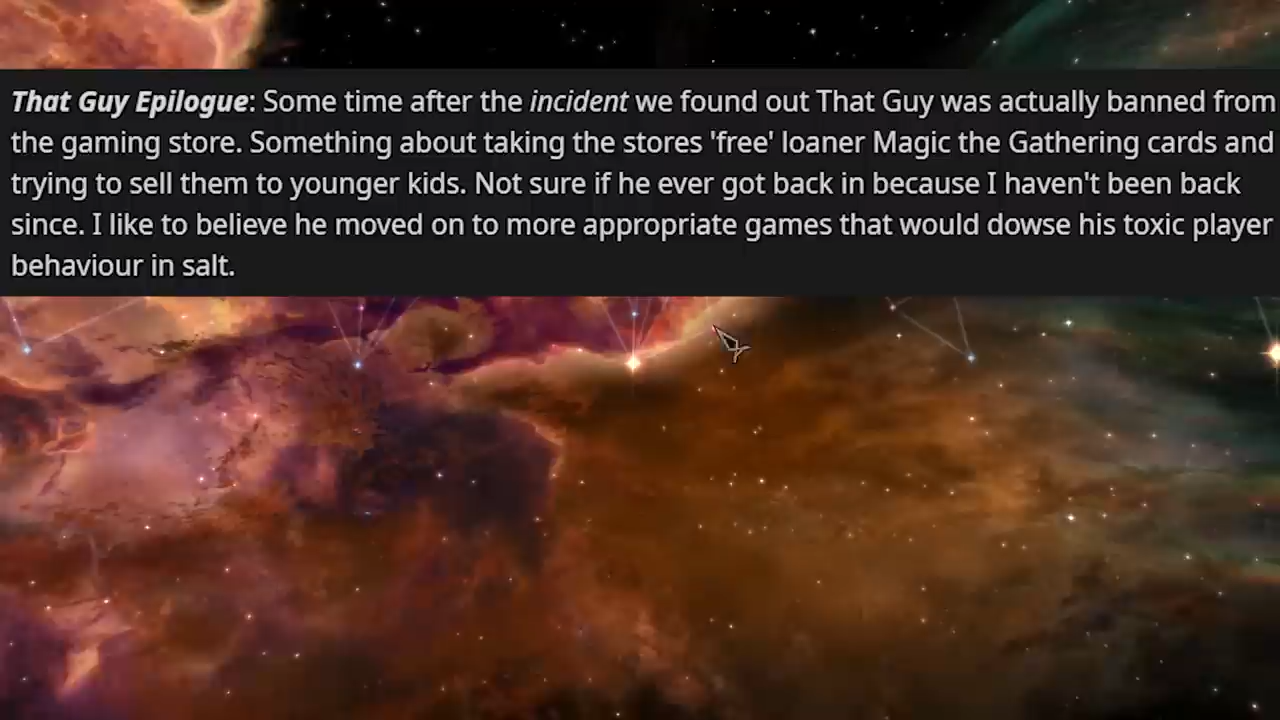 That Guy Epilogue: Some time after the incident we found out That Guy was actually banned from
the gaming store. Something about taking the stores 'free' loaner Magic the Gathering cards and
trying to sell them to younger kids. Not sure if he ever got back in because I haven't been back
since. I like to believe he moved on to more appropriate games that would dowse his toxic player
behaviour in salt.